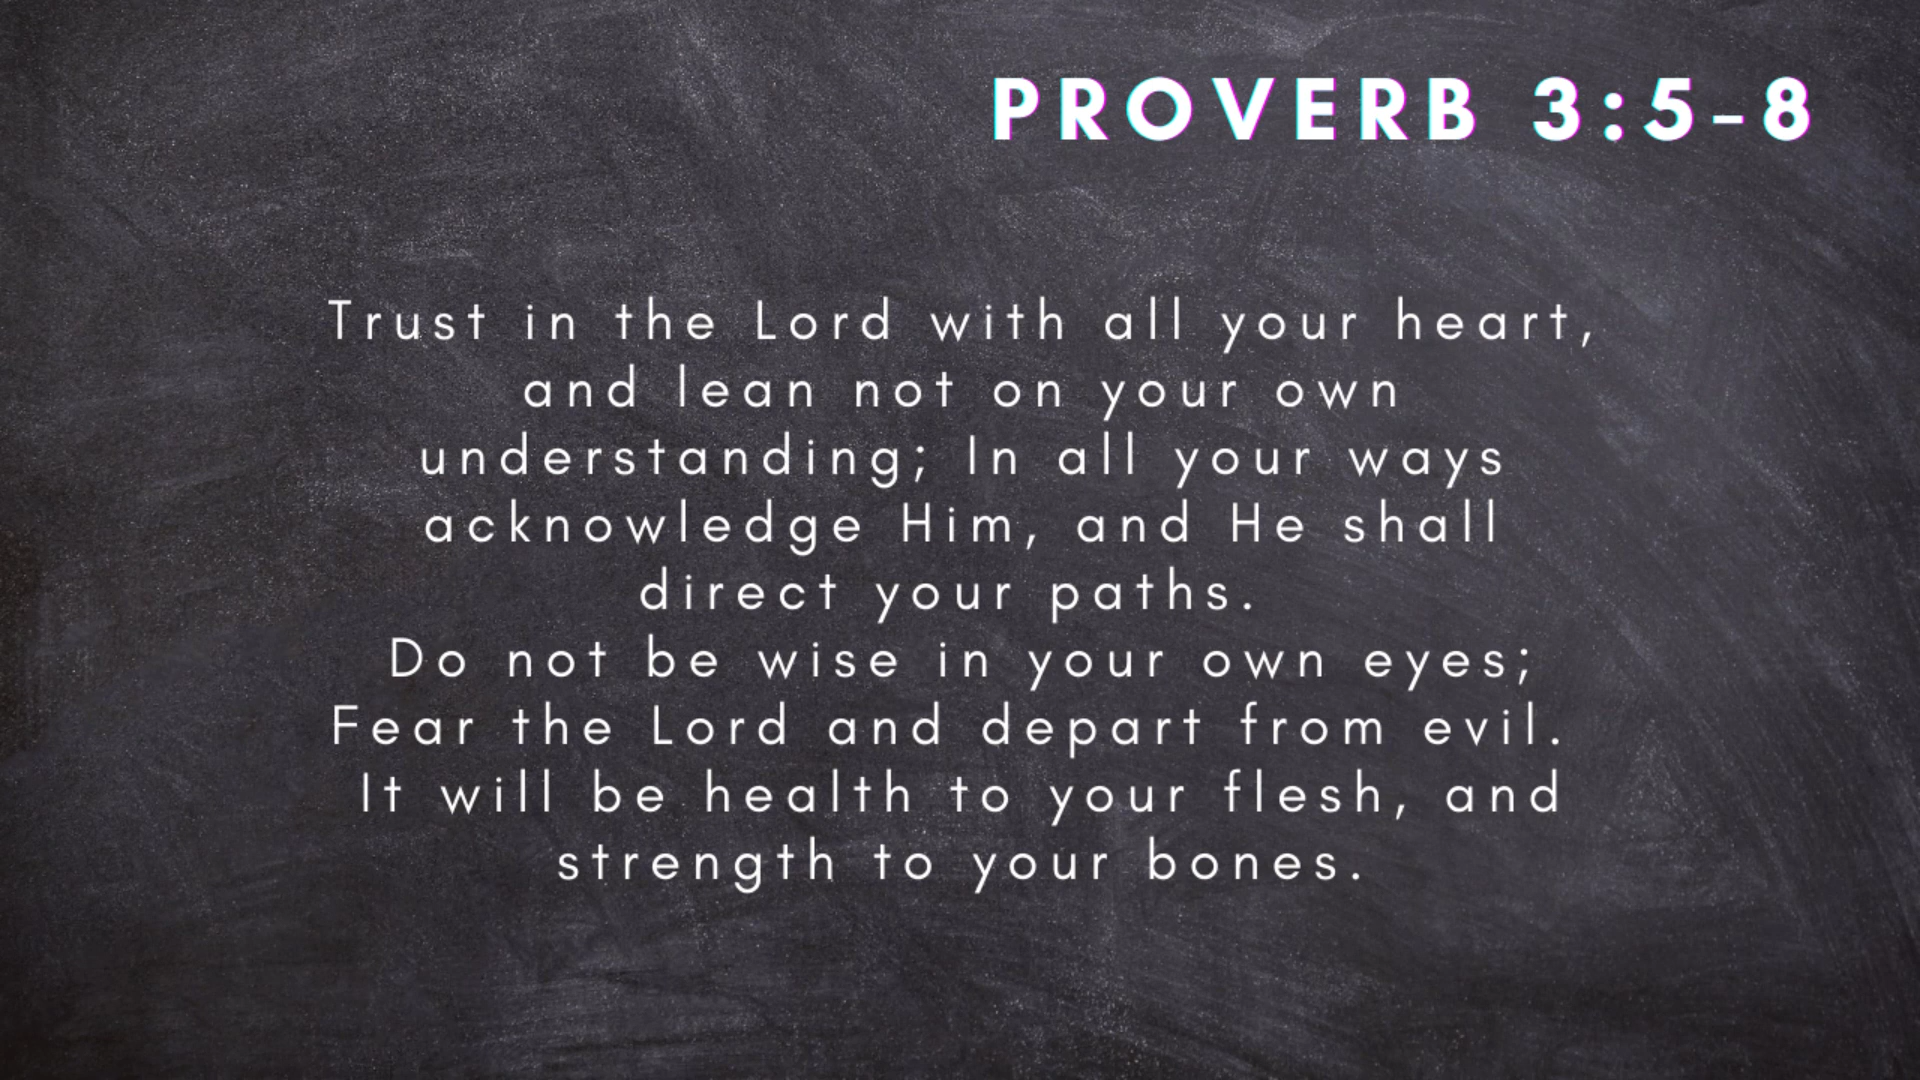 PROVERB 3:5-8
Trust in the Lord with all your heart,
and lean not on your own
understanding; In all your ways
acknowledge Him, and He shall
direct your paths.
Do not be wise in your own eyes;
Fear the Lord and depart from evil.
It will be health to your flesh, and
strength to your bones.